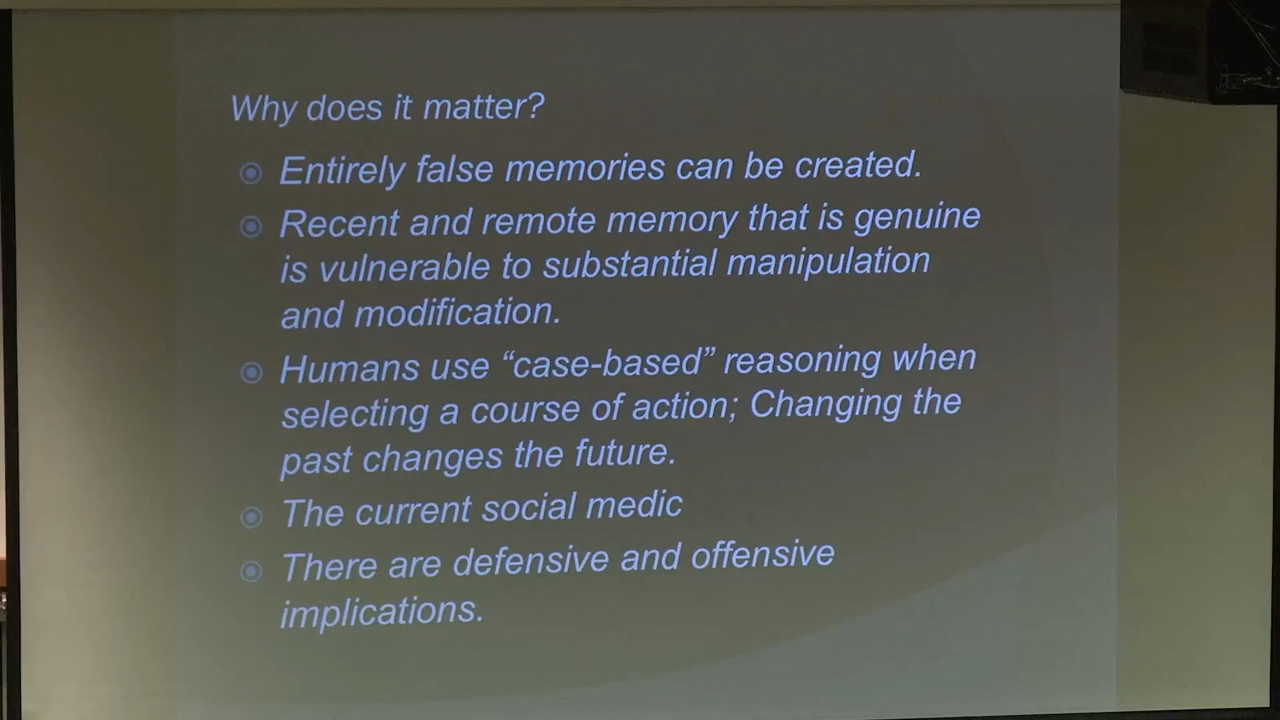 Why does it matter?
Entirely false memories can be created.
Recent and remote memory that is genuine
is vulnerable to substantial manipulation
and modification.
Humans use “case-based” reasoning when
selecting a course of action; Changing the
past changes the future.
The current social medic
There are defensive and offensive
implications.